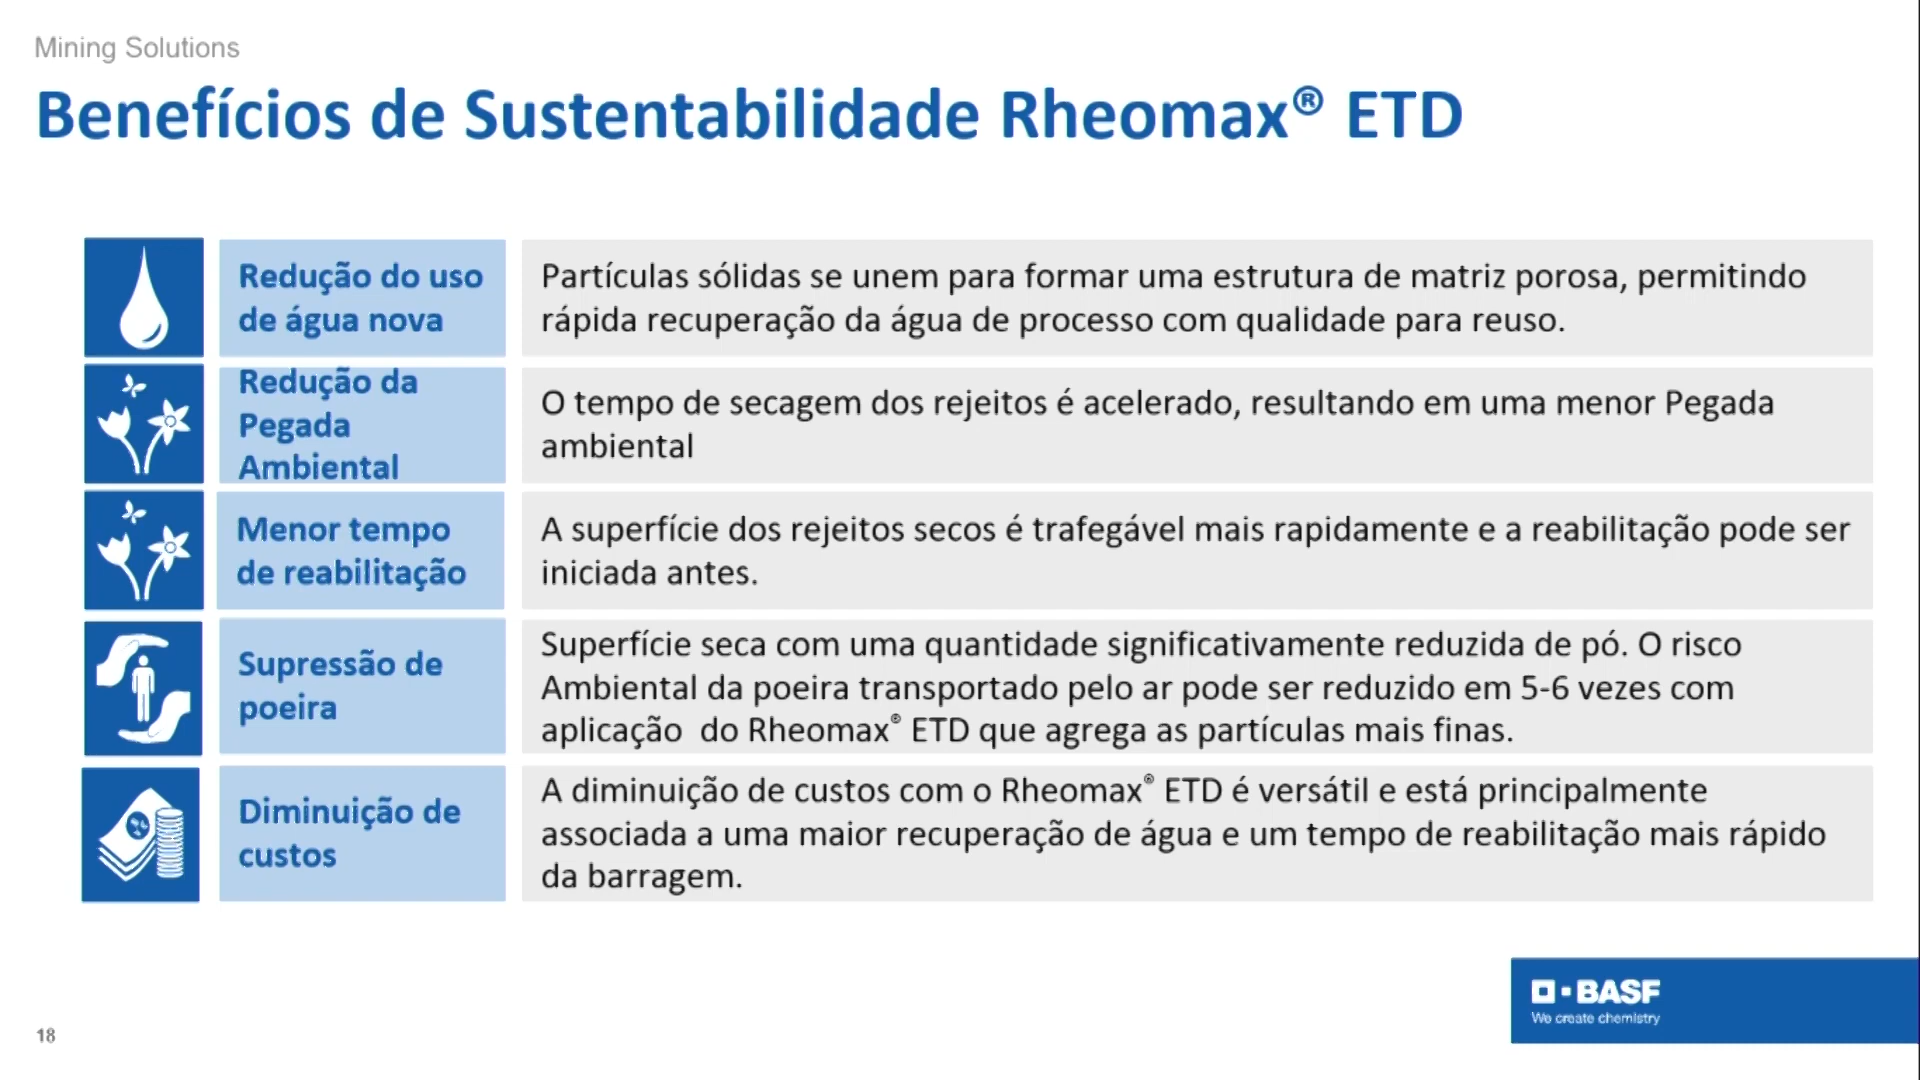 Mining Solutions
Benefícios de Sustentabilidade Rheomax® ETD
Redução do uso
de água nova
Partículas sólidas se unem para formar uma estrutura de matriz porosa, permitindo
rápida recuperação da água de processo com qualidade para reuso.
Redução da
Pegada
Ambiental
O tempo de secagem dos rejeitos é acelerado, resultando em uma menor Pegada
ambiental
Menor tempo
de reabilitação
A superfície dos rejeitos secos é trafegável mais rapidamente e a reabilitação pode ser
iniciada antes.
Supressão de
poeira
Superfície seca com uma quantidade significativamente reduzida de pó. O risco
Ambiental da poeira transportado pelo ar pode ser reduzido em 5-6 vezes com
aplicação  do Rheomax® ETD que agrega as partículas mais finas.
Diminuição de
custos
A diminuição de custos com o Rheomax® ETD é versátil e está principalmente
associada a uma maior recuperação de água e um tempo de reabilitação mais rápido
da barragem.
BASF
We create chemistry
18